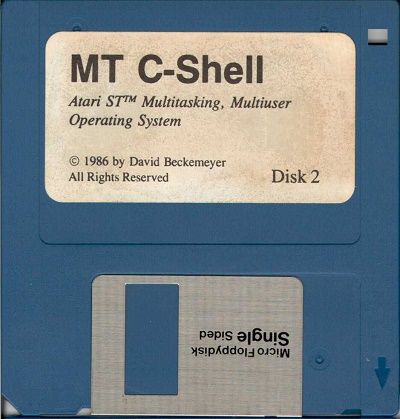 MT C-Shell
Atari ST™ Multitasking, Multiuser
Operating System
© 1986 by David Beckemeyer
All Rights Reserved
Disk 2
Micro Floppydisk
Single Sided